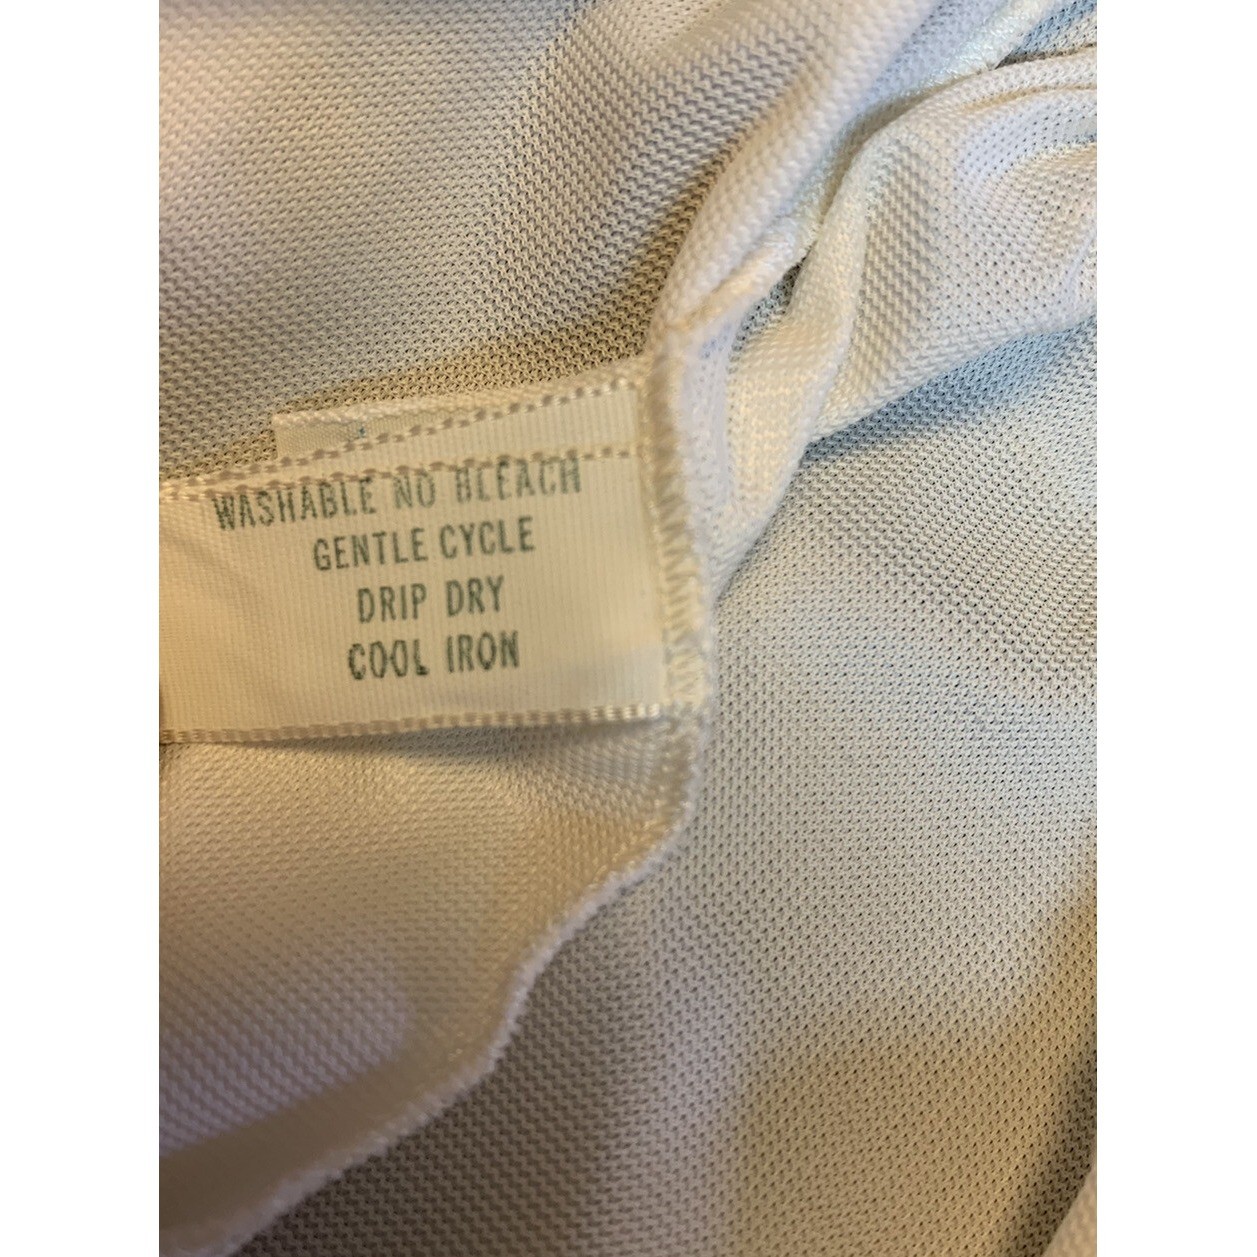 WASHABLE NO BLEACH
GENTLE CYCLE
DRIP DRY
COOL IRON